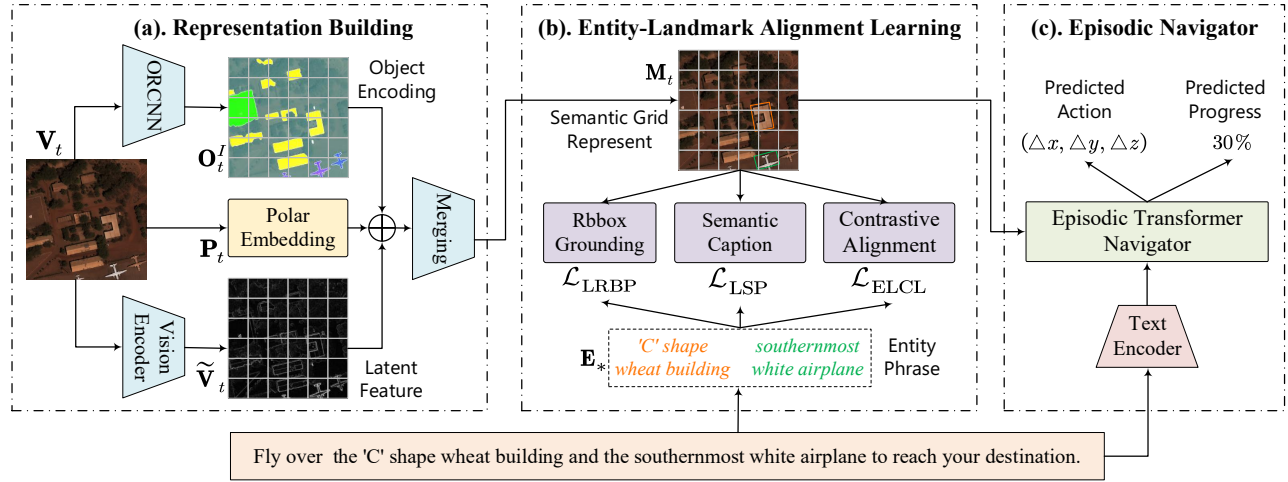 (a). Representation Building
ORCNN
Object
Encoding
V_t
O_t^I
Polar
Embedding
P_t
Merging
Vision
Encoder
Ṽ_t
Latent
Feature
(b). Entity-Landmark Alignment Learning
M_t
Semantic Grid
Represent
Rbbox
Grounding
Semantic
Caption
Contrastive
Alignment
ℒ_LRBP
ℒ_LSP
ℒ_ELCL
E_*
'C' shape
wheat building
southernmost
white airplane
Entity
Phrase
(c). Episodic Navigator
Predicted
Action
(△x, △y, △z)
Predicted
Progress
30%
Episodic Transformer
Navigator
Text
Encoder
Fly over the 'C' shape wheat building and the southernmost white airplane to reach your destination.